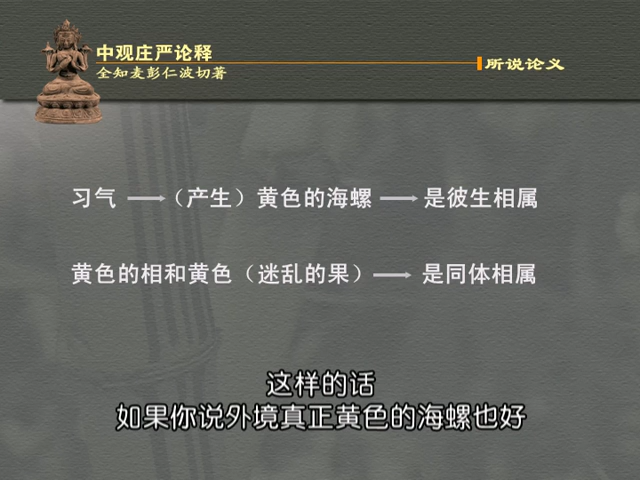 中观庄严论释
全知麦彭仁波切著
所说论义
习气 → （产生）黄色的海螺 → 是彼生相属
黄色的相和黄色（迷乱的果） → 是同体相属
这样的话
如果你说外境真正黄色的海螺也好